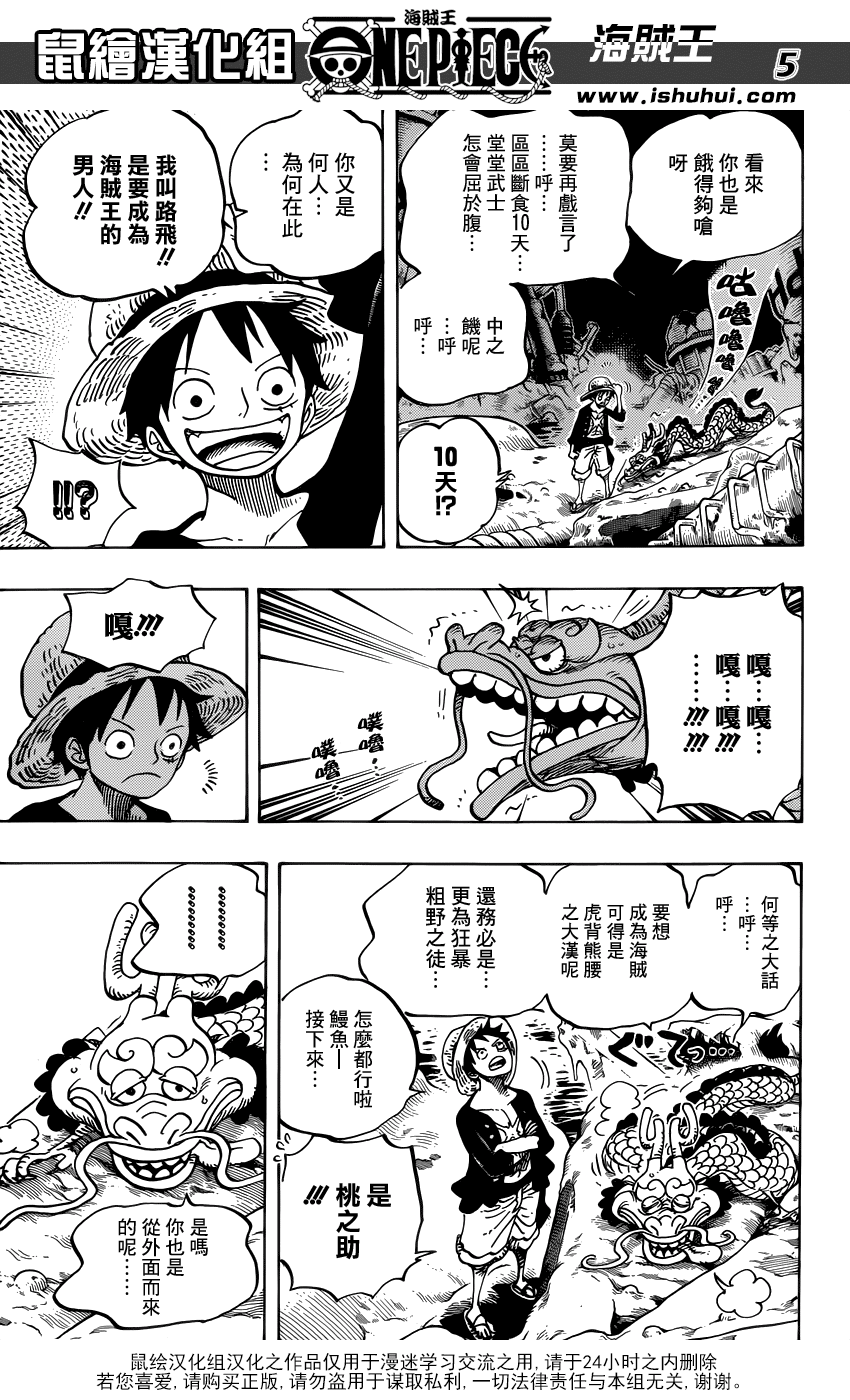 鼠繪漢化組
海賊王
ONE PIECE
海賊王
5
www.ishuhui.com
看來
你也是
餓得夠嗆
呀
莫要再戲言了
……呼…
區區斷食10天…
堂堂武士
怎會屈於腹…
中之
饑呢
…呼
呼…
咕嚕嚕嚕
10
天!?
你又是
何人…
為何在此
…
我叫路飛!!
是要成為
海賊王的
男人!!
!!?
嘎…嘎…
嘎…嘎!!!
……!!!
噗嚕
噗嚕
嘎!!!
何等之大話
…呼…
呼…
要想
成為海賊
可得是
虎背熊腰
之大漢呢
還務必是…
更為狂暴
粗野之徒…
怎麼都行啦
鰻魚—
接下來…
ぐでっ…
是
桃之助
!!!
………
………
是嗎
你也是
從外面而來
的呢……
鼠绘汉化组汉化之作品仅用于漫迷学习交流之用,请于24小时之内删除
若您喜爱,请购买正版,请勿盗用于谋取私利,一切法律责任与本组无关,谢谢。